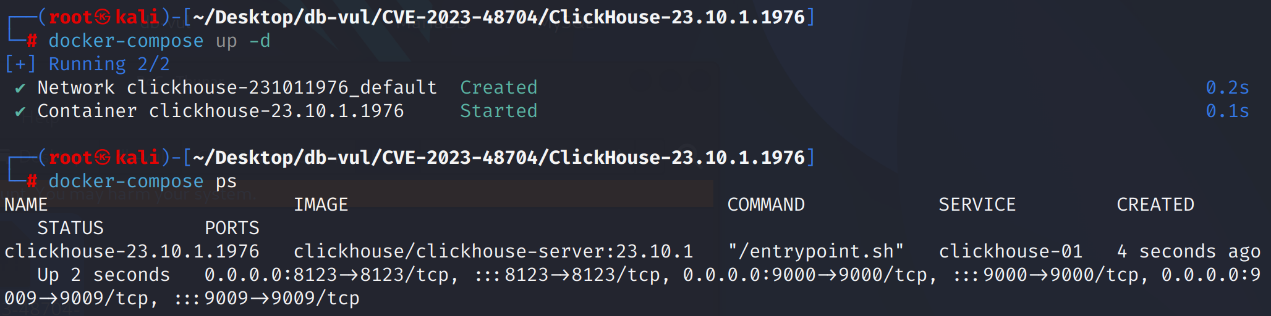 ┌──(root㉿kali)-[~/Desktop/db-vul/CVE-2023-48704/ClickHouse-23.10.1.1976]
└─# docker-compose up -d
[+] Running 2/2
✔ Network clickhouse-231011976_default Created 0.2s
✔ Container clickhouse-23.10.1.1976 Started 0.1s
┌──(root㉿kali)-[~/Desktop/db-vul/CVE-2023-48704/ClickHouse-23.10.1.1976]
└─# docker-compose ps
NAME IMAGE COMMAND SERVICE CREATED
STATUS PORTS
clickhouse-23.10.1.1976 clickhouse/clickhouse-server:23.10.1 "/entrypoint.sh" clickhouse-01 4 seconds ago
Up 2 seconds 0.0.0.0:8123->8123/tcp, :::8123->8123/tcp, 0.0.0.0:9000->9000/tcp, :::9000->9000/tcp, 0.0.0.0:9
009->9009/tcp, :::9009->9009/tcp